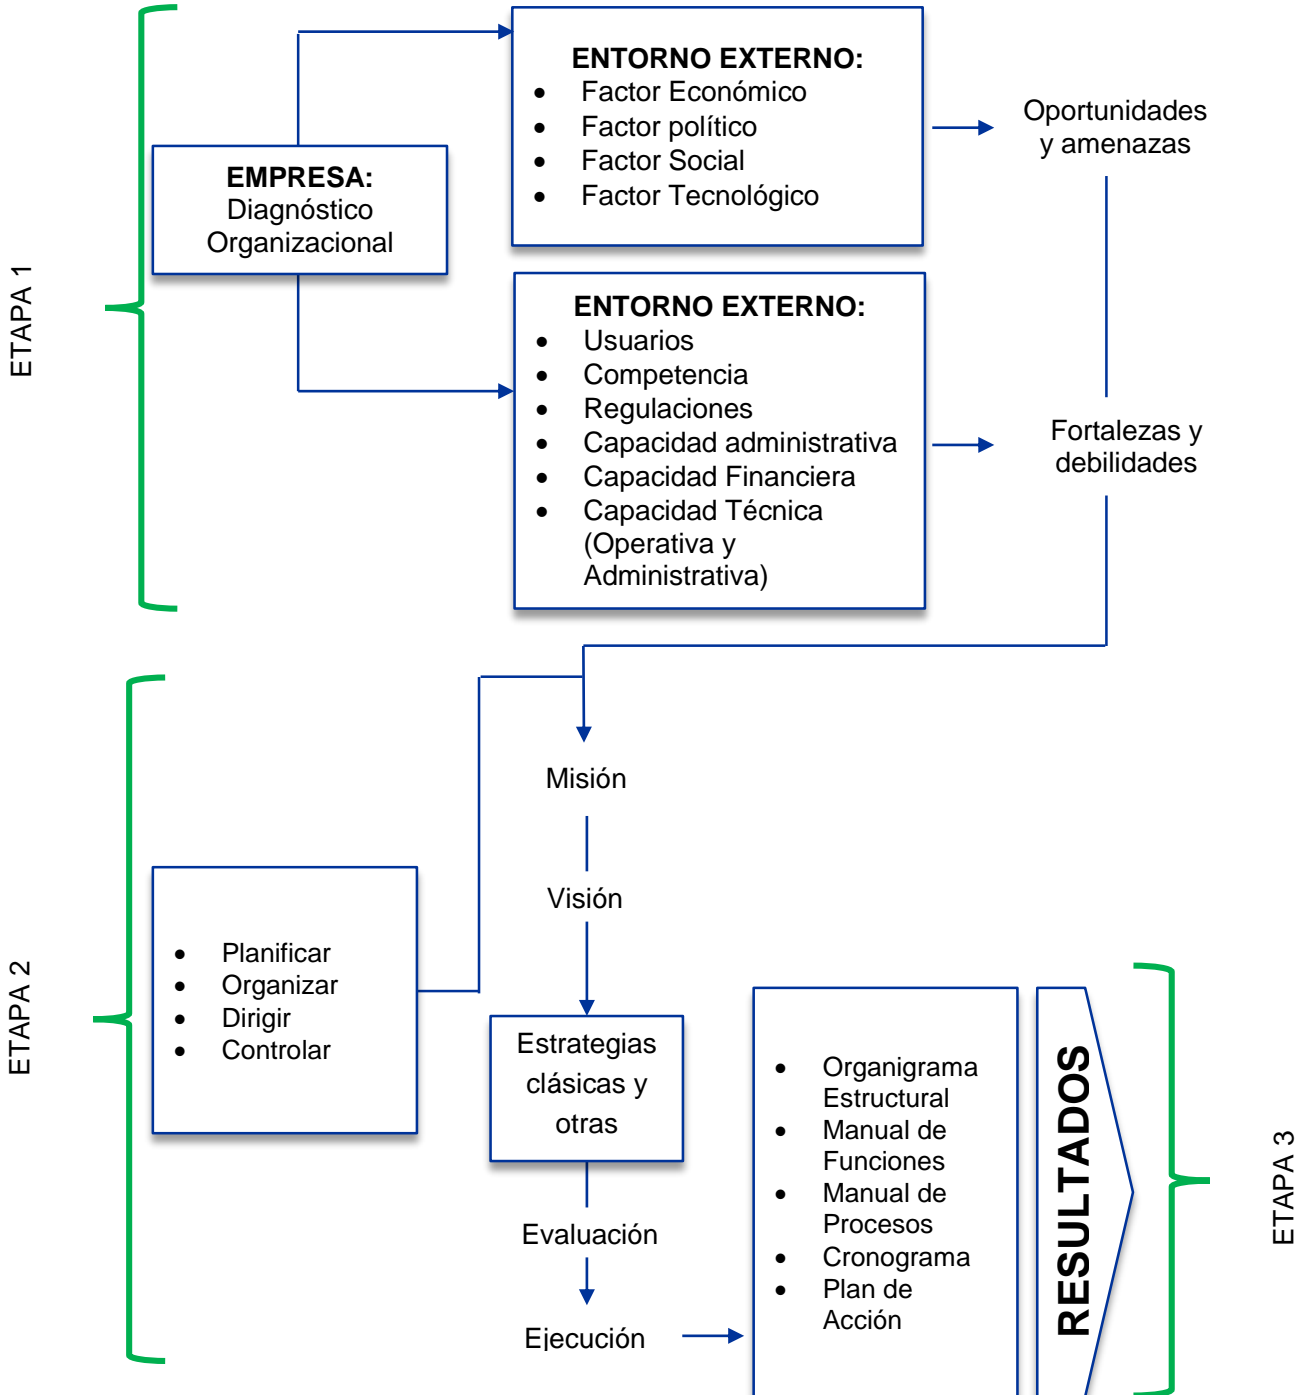 ETAPA 1
EMPRESA:
Diagnóstico
Organizacional
ENTORNO EXTERNO:
• Factor Económico
• Factor político
• Factor Social
• Factor Tecnológico
Oportunidades
y amenazas
ENTORNO EXTERNO:
• Usuarios
• Competencia
• Regulaciones
• Capacidad administrativa
• Capacidad Financiera
• Capacidad Técnica
(Operativa y
Administrativa)
Fortalezas y
debilidades
ETAPA 2
• Planificar
• Organizar
• Dirigir
• Controlar
Misión
Visión
Estrategias
clásicas y
otras
Evaluación
Ejecución
• Organigrama
Estructural
• Manual de
Funciones
• Manual de
Procesos
• Cronograma
• Plan de
Acción
RESULTADOS
ETAPA 3